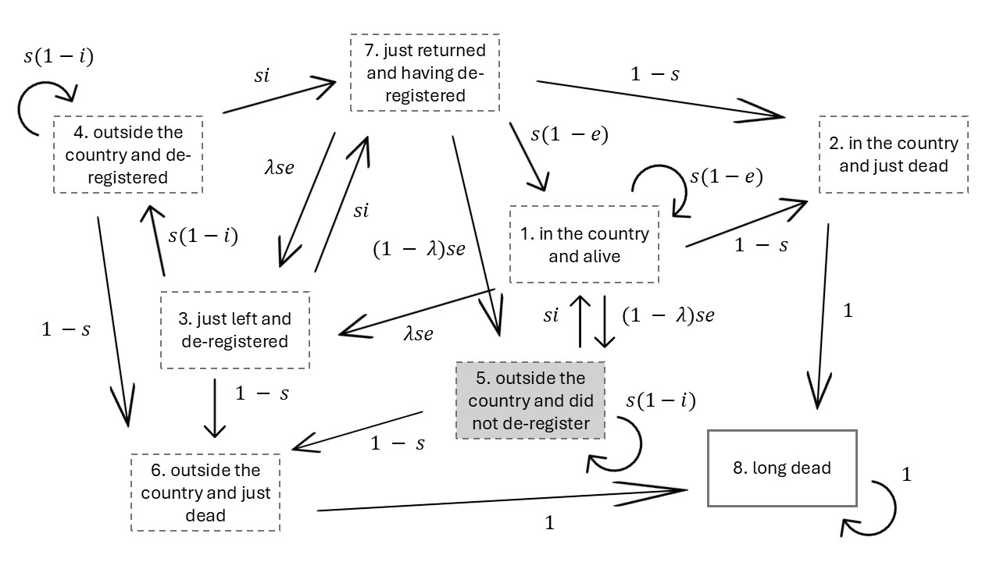 s(1 − i)
si
7. just returned
and having de-
registered
1 − s
4. outside the
country and de-
registered
λse
si
s(1 − e)
2. in the country
and just dead
s(1 − e)
s(1 − i)
(1 − λ)se
1. in the country
and alive
1 − s
1 − s
3. just left and
de-registered
λse
si
(1 − λ)se
1
1 − s
5. outside the
country and did
not de-register
s(1 − i)
1 − s
6. outside the
country and just
dead
1
8. long dead
1